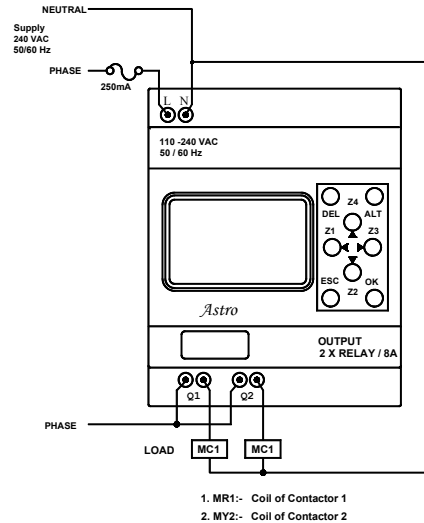 NEUTRAL
Supply
240 VAC
50/60 Hz
PHASE
250mA
L N
110 -240 VAC
50 / 60 Hz
Z4
DEL ALT
Z1 Z3
ESC Z2 OK
Astro
OUTPUT
2 X RELAY / 8A
Q1 Q2
PHASE
LOAD MC1 MC1
1. MR1:- Coil of Contactor 1
2. MY2:- Coil of Contactor 2